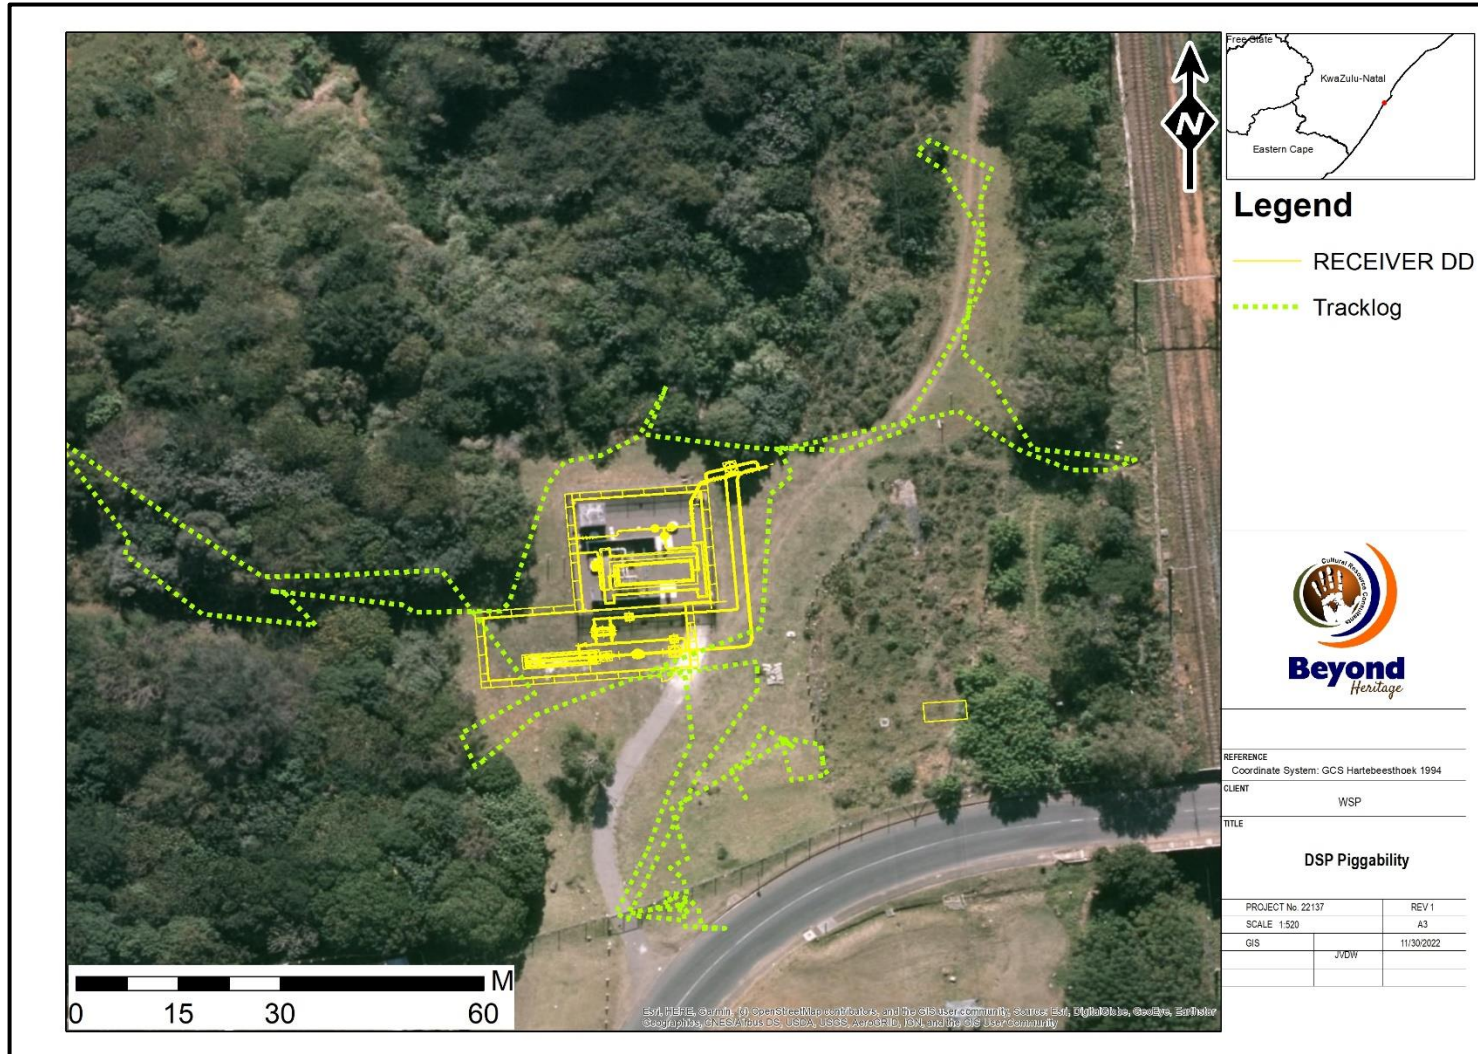 N
Free State
KwaZulu-Natal
Eastern Cape
Legend
RECEIVER DD
Tracklog
Cultural Resource Consultants
Beyond
Heritage
REFERENCE
Coordinate System: GCS Hartebeesthoek 1994
CLIENT
WSP
TITLE
DSP Piggability
PROJECT No. 22137 REV 1
SCALE 1:520 A3
GIS JVDW 11/30/2022
M
0 15 30 60
Esri, HERE, Garmin, (c) OpenStreetMap contributors, and the GIS user community, Source: Esri, DigitalGlobe, GeoEye, Earthstar
Geographics, CNES/Airbus DS, USDA, USGS, AeroGRID, IGN, and the GIS User Community